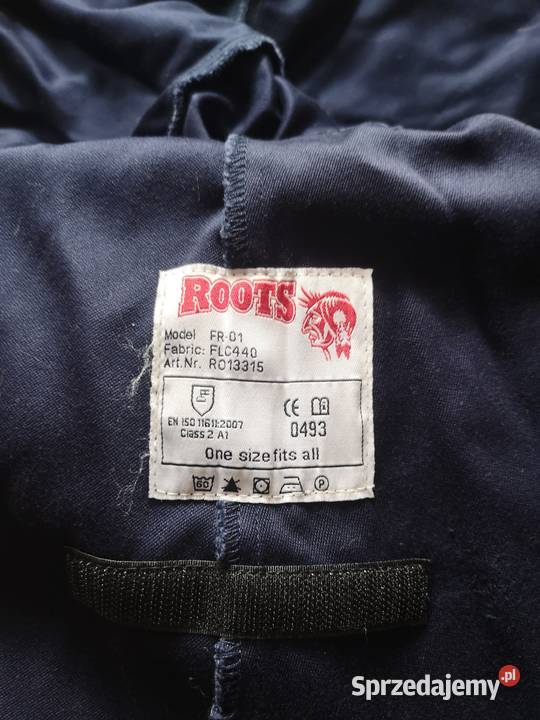 ROOTS
Model FR-01
Fabric: FLC440
Art.Nr. RO13315
EN ISO 11611:2007
Class 2 A1
CE
0493
One size fits all
60
P
Sprzedajemy.pl